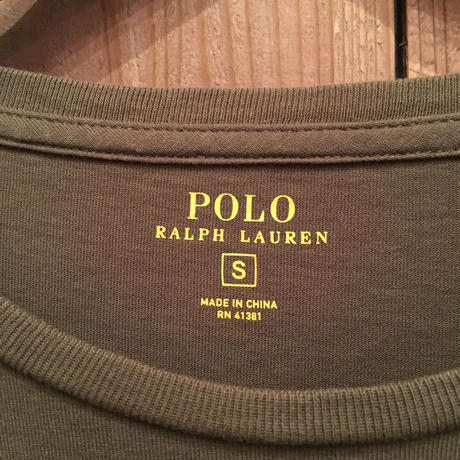 POLO
RALPH LAUREN
S
MADE IN CHINA
RN 41381